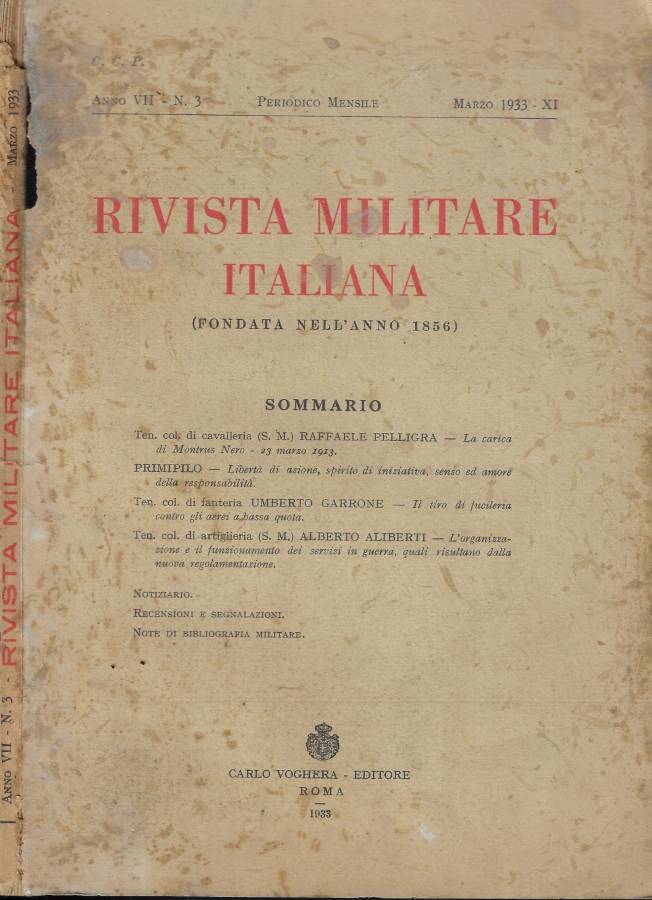 C. C. P.
ANNO VII - N. 3 PERIODICO MENSILE MARZO 1933 - XI
RIVISTA MILITARE
ITALIANA
(FONDATA NELL'ANNO 1856)
SOMMARIO
Ten. col. di cavalleria (S. M.) RAFFAELE PELLIGRA — La carica
di Montrus Nero - 23 marzo 1913.
PRIMIPILO — Libertà di azione, spirito di iniziativa, senso ed amore
della responsabilità.
Ten. col. di fanteria UMBERTO GARRONE — Il tiro di fucileria
contro gli aerei a bassa quota.
Ten. col. di artiglieria (S. M.) ALBERTO ALIBERTI — L'organizza-
zione e il funzionamento dei servizi in guerra, quali risultano dalla
nuova regolamentazione.
NOTIZIARIO.
RECENSIONI E SEGNALAZIONI.
NOTE DI BIBLIOGRAFIA MILITARE.
CARLO VOGHERA - EDITORE
ROMA
1933
ANNO VII - N. 3 - RIVISTA MILITARE ITALIANA - MARZO 1933